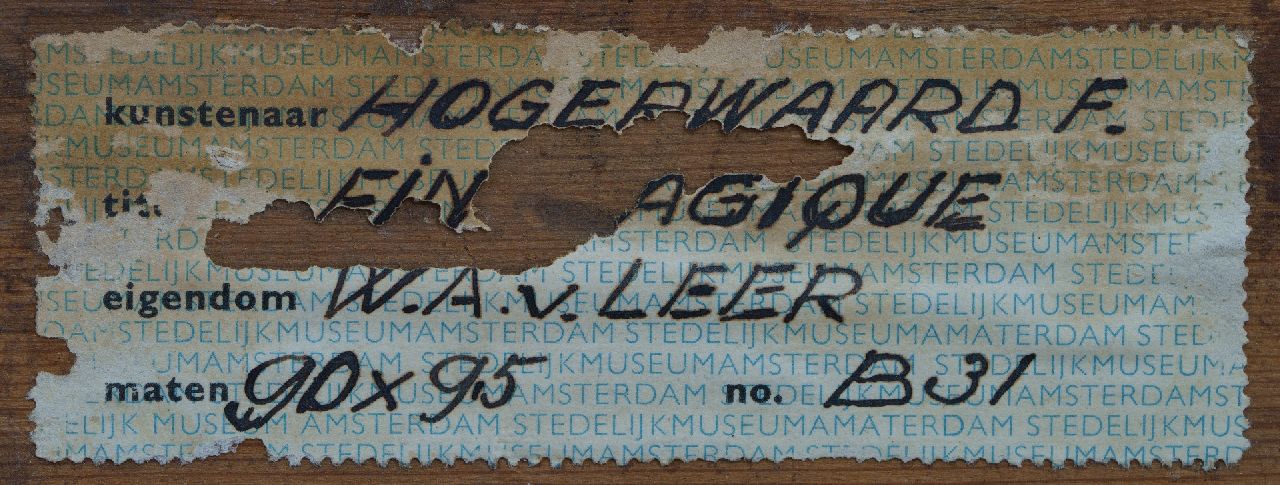 kunstenaar HOGERWAARD F.
FIN AGIQUE
eigendom W.A.v.LEER
maten 90x95 no. B31